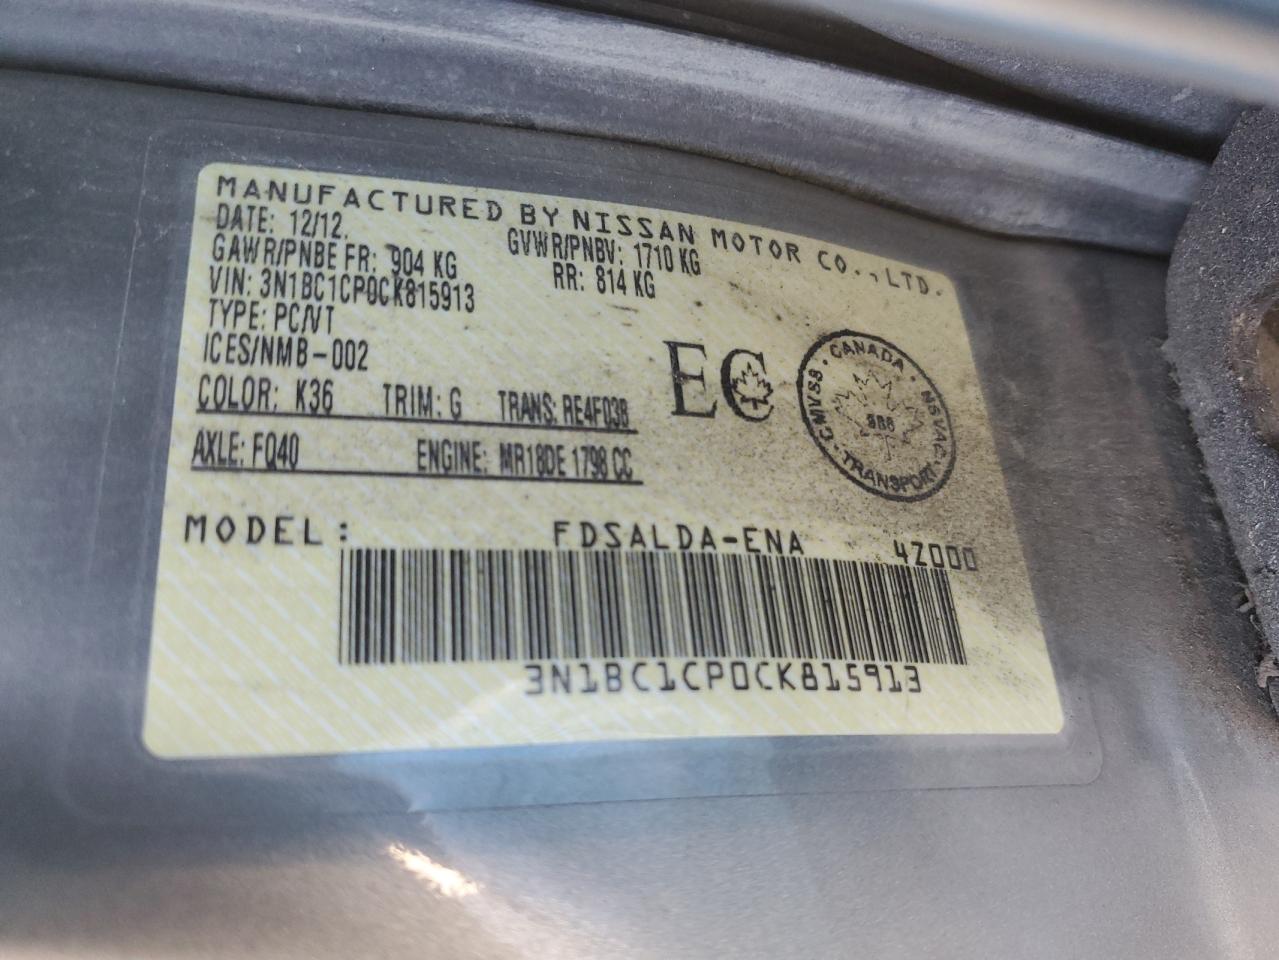 MANUFACTURED BY NISSAN MOTOR CO., LTD.
DATE: 12/12. GVWR/PNBV: 1710 KG
GAWR/PNBE FR: 904 KG RR: 814 KG
VIN: 3N1BC1CP0CK815913
TYPE: PC/VT
ICES/NMB-002
COLOR: K36 TRIM: G TRANS: RE4F03B
AXLE: FQ40 ENGINE: MR18DE 1798 CC
EC
CANADA · NSVAC · TRANSPORT · CMVSS ·
MODEL: FDSALDA-ENA 4Z000
3N1BC1CP0CK815913